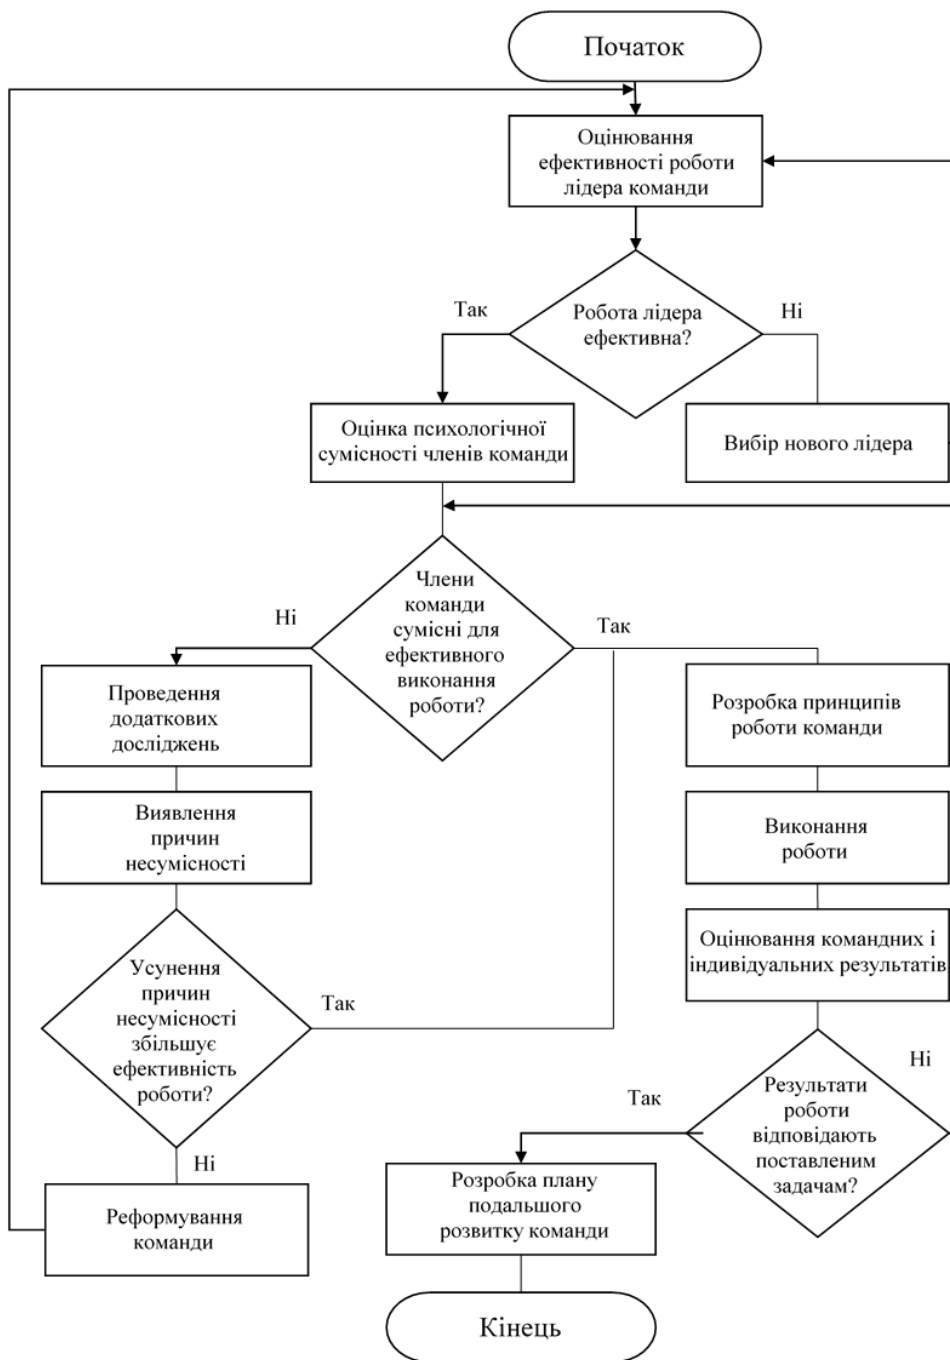 Початок
Оцінювання
ефективності роботи
лідера команди
Так
Робота лідера
ефективна?
Ні
Оцінка психологічної
сумісності членів команди
Вибір нового лідера
Ні
Члени
команди
сумісні для
ефективного
виконання
роботи?
Так
Проведення
додаткових
досліджень
Розробка принципів
роботи команди
Виявлення
причин
несумісності
Виконання
роботи
Оцінювання командних і
індивідуальних результатів
Усунення
причин
несумісності
збільшує
ефективність
роботи?
Так
Ні
Так
Результати
роботи
відповідають
поставленим
задачам?
Ні
Реформування
команди
Розробка плану
подальшого
розвитку команди
Кінець